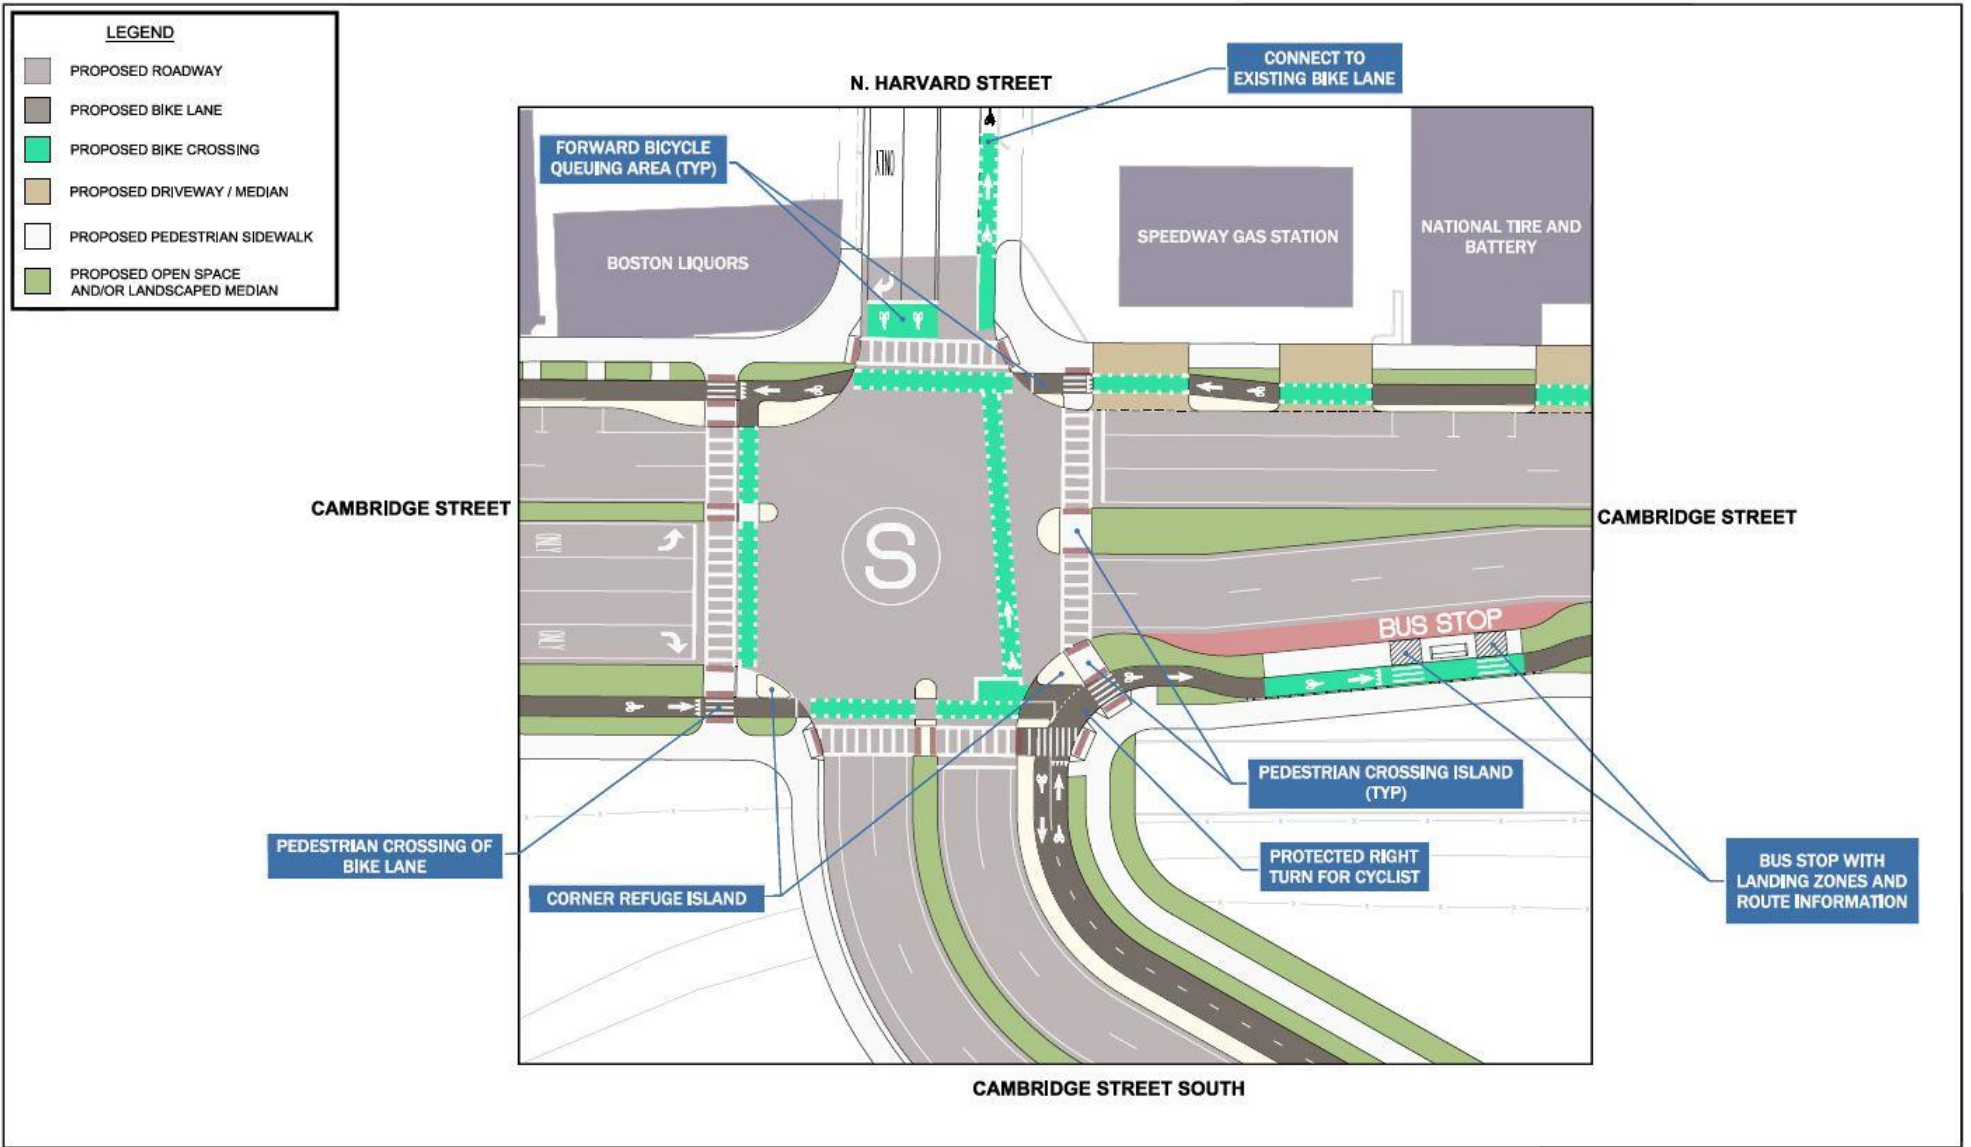 LEGEND
PROPOSED ROADWAY
PROPOSED BIKE LANE
PROPOSED BIKE CROSSING
PROPOSED DRIVEWAY / MEDIAN
PROPOSED PEDESTRIAN SIDEWALK
PROPOSED OPEN SPACE
AND/OR LANDSCAPED MEDIAN
N. HARVARD STREET
CONNECT TO
EXISTING BIKE LANE
FORWARD BICYCLE
QUEUING AREA (TYP)
ONLY
BOSTON LIQUORS
SPEEDWAY GAS STATION
NATIONAL TIRE AND
BATTERY
CAMBRIDGE STREET
CAMBRIDGE STREET
ONLY
S
ONLY
BUS STOP
PEDESTRIAN CROSSING ISLAND
(TYP)
PEDESTRIAN CROSSING OF
BIKE LANE
CORNER REFUGE ISLAND
PROTECTED RIGHT
TURN FOR CYCLIST
BUS STOP WITH
LANDING ZONES AND
ROUTE INFORMATION
CAMBRIDGE STREET SOUTH